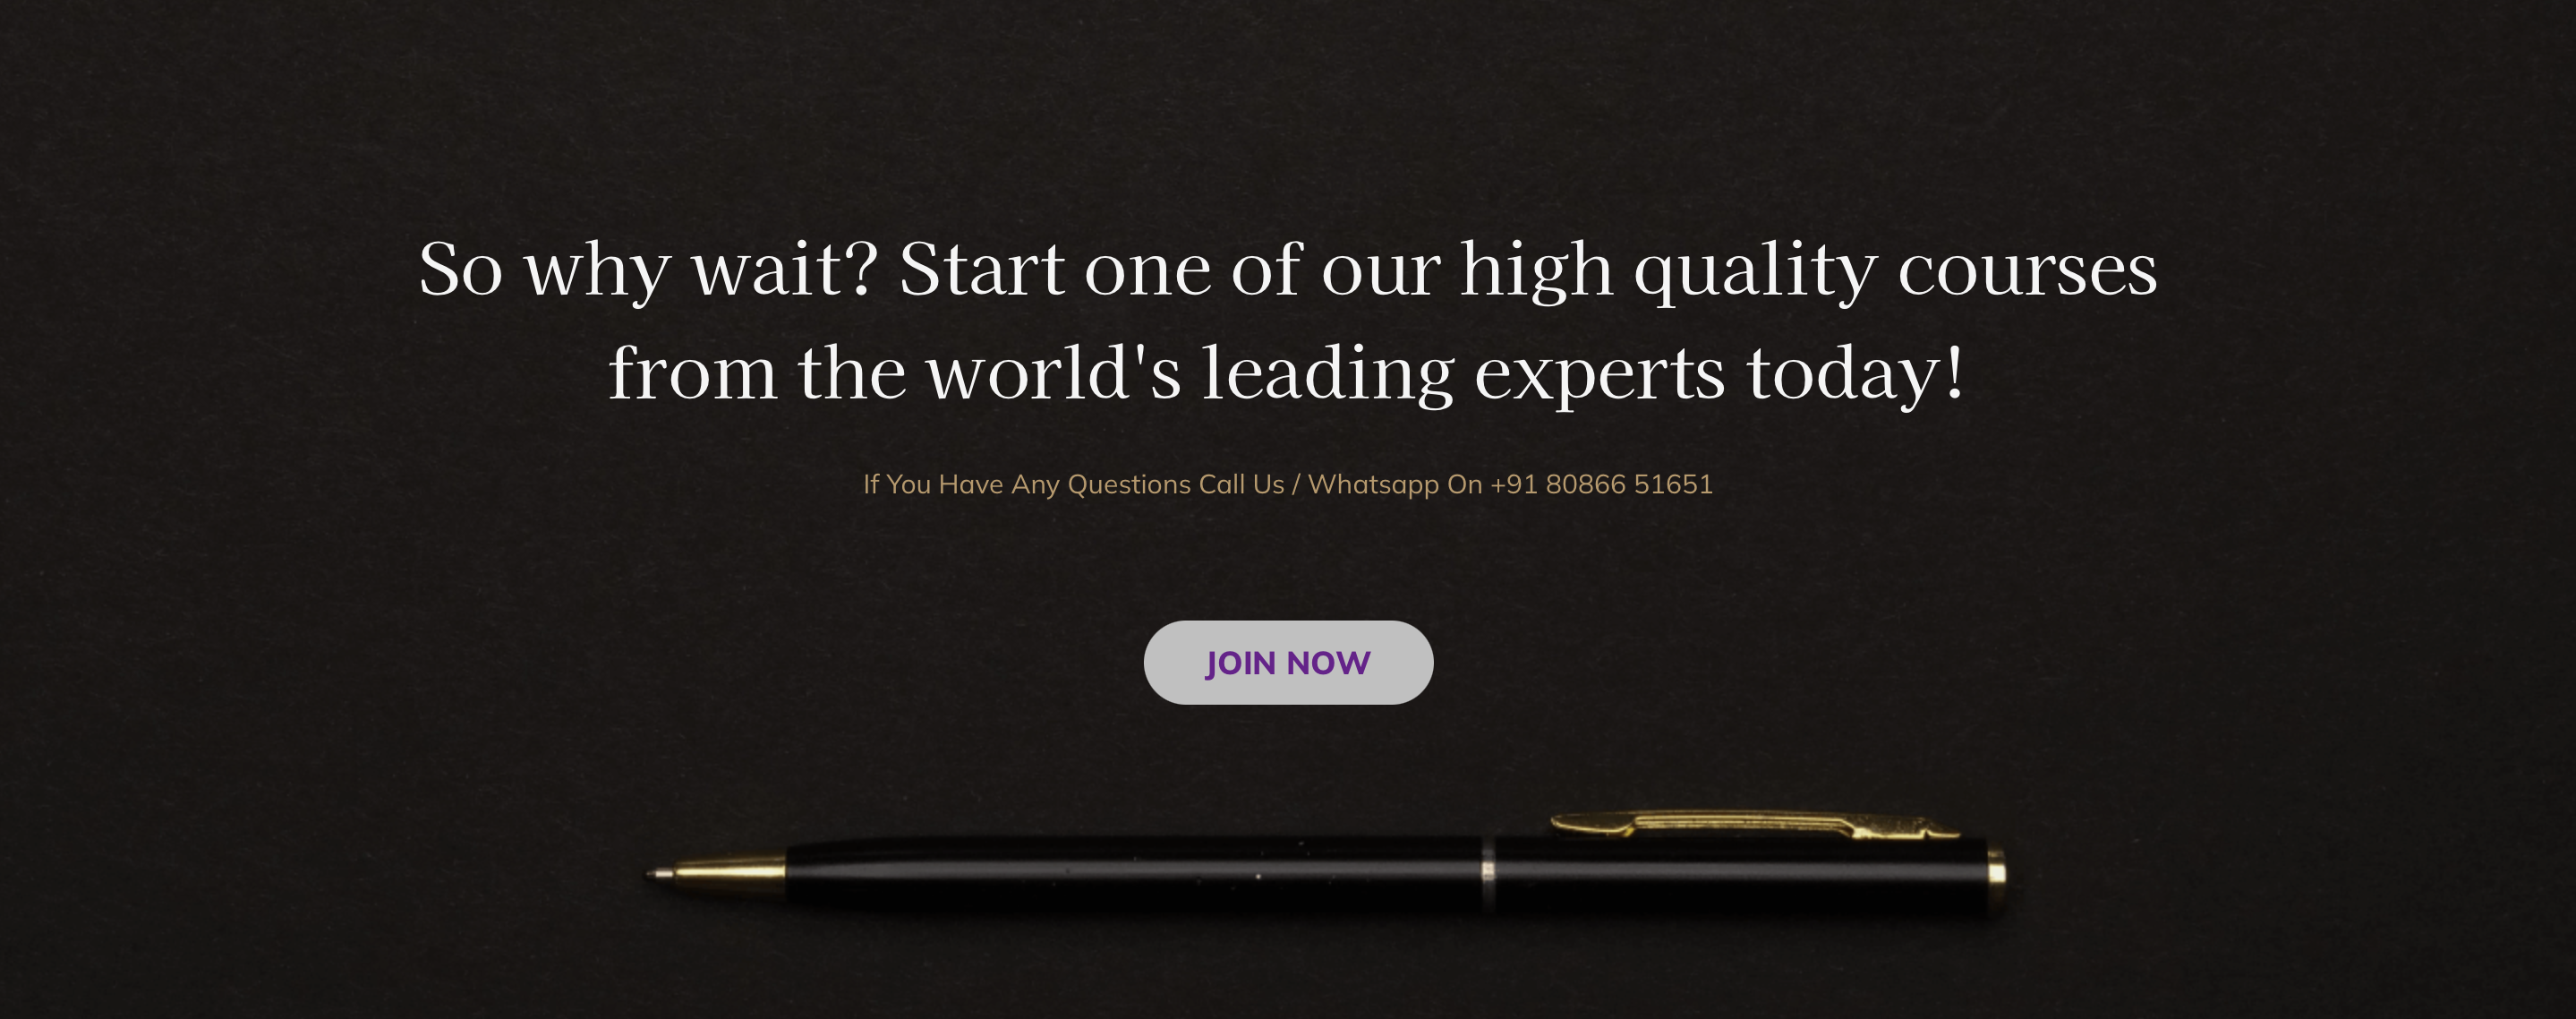 So why wait? Start one of our high quality courses
from the world's leading experts today!
If You Have Any Questions Call Us / Whatsapp On +91 80866 51651
JOIN NOW